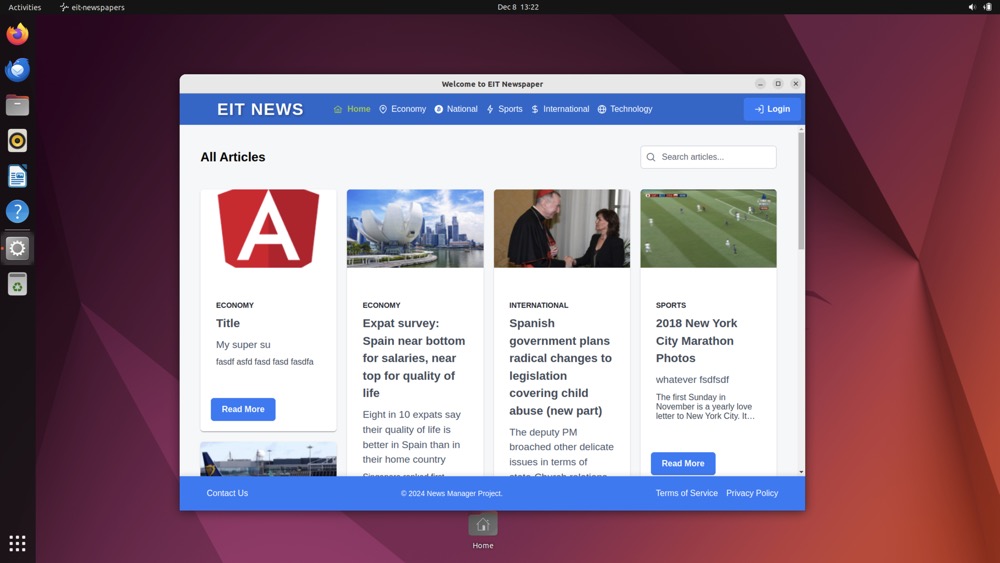 Activities
eit-newspapers
Dec 8 13:22
Welcome to EIT Newspaper
EIT NEWS
Home
Economy
National
Sports
International
Technology
Login
All Articles
Search articles...
ECONOMY
Title
My super su
fasdf asfd fasd fasd fasdfa
Read More
ECONOMY
Expat survey:
Spain near bottom
for salaries, near
top for quality of
life
Eight in 10 expats say
their quality of life is
better in Spain than in
their home country
Singapore ranked first
INTERNATIONAL
Spanish
government plans
radical changes to
legislation
covering child
abuse (new part)
The deputy PM
broached other delicate
issues in terms of
state-Church relations
SPORTS
2018 New York
City Marathon
Photos
whatever fsdfsdf
The first Sunday in
November is a yearly love
letter to New York City. It…
Read More
Contact Us
© 2024 News Manager Project.
Terms of Service
Privacy Policy
Home